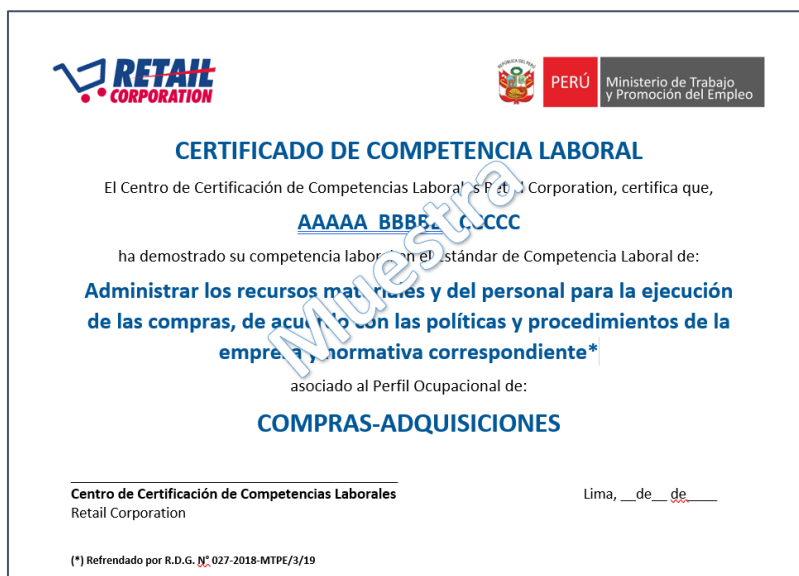 RETAIL
CORPORATION
REPÚBLICA DEL PERÚ
PERÚ
Ministerio de Trabajo
y Promoción del Empleo
CERTIFICADO DE COMPETENCIA LABORAL
El Centro de Certificación de Competencias Laborales Retail Corporation, certifica que,
AAAAA BBBBB CCCCC
ha demostrado su competencia laboral en el Estándar de Competencia Laboral de:
Administrar los recursos materiales y del personal para la ejecución
de las compras, de acuerdo con las políticas y procedimientos de la
empresa y normativa correspondiente*
asociado al Perfil Ocupacional de:
COMPRAS-ADQUISICIONES
Muestra
Centro de Certificación de Competencias Laborales
Retail Corporation
Lima, __de__ de____
(*) Refrendado por R.D.G. N° 027-2018-MTPE/3/19